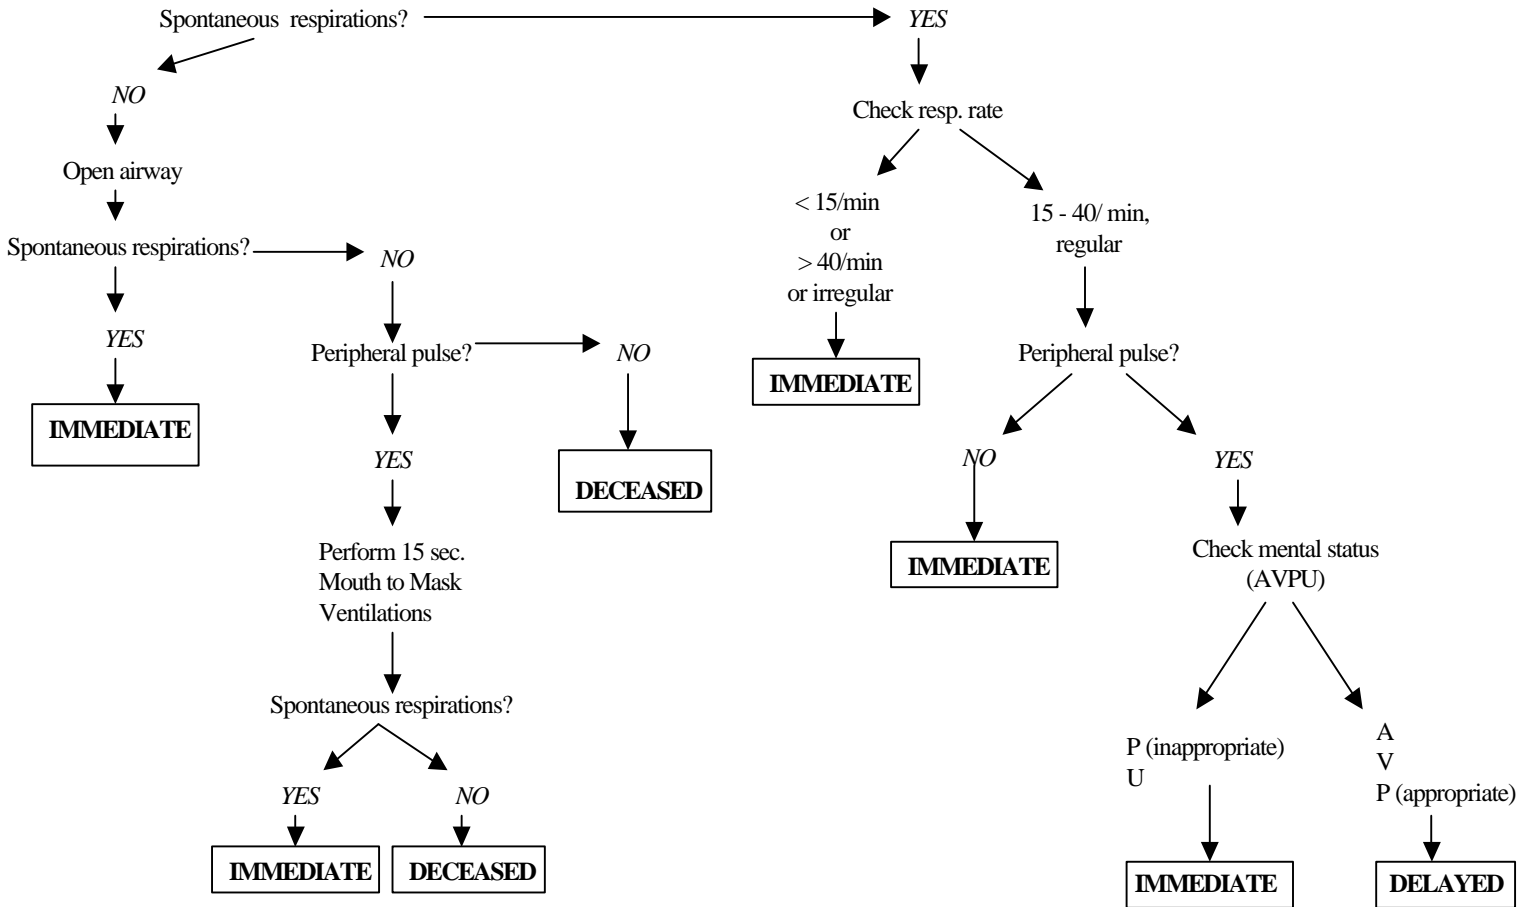 Spontaneous respirations?
YES
NO
Check resp. rate
Open airway
< 15/min
or
> 40/min
or irregular
15 - 40/ min,
regular
Spontaneous respirations?
NO
YES
Peripheral pulse?
NO
Peripheral pulse?
IMMEDIATE
IMMEDIATE
YES
DECEASED
NO
YES
Perform 15 sec.
Mouth to Mask
Ventilations
IMMEDIATE
Check mental status
(AVPU)
Spontaneous respirations?
P (inappropriate)
U
A
V
P (appropriate)
YES
NO
IMMEDIATE
DECEASED
IMMEDIATE
DELAYED